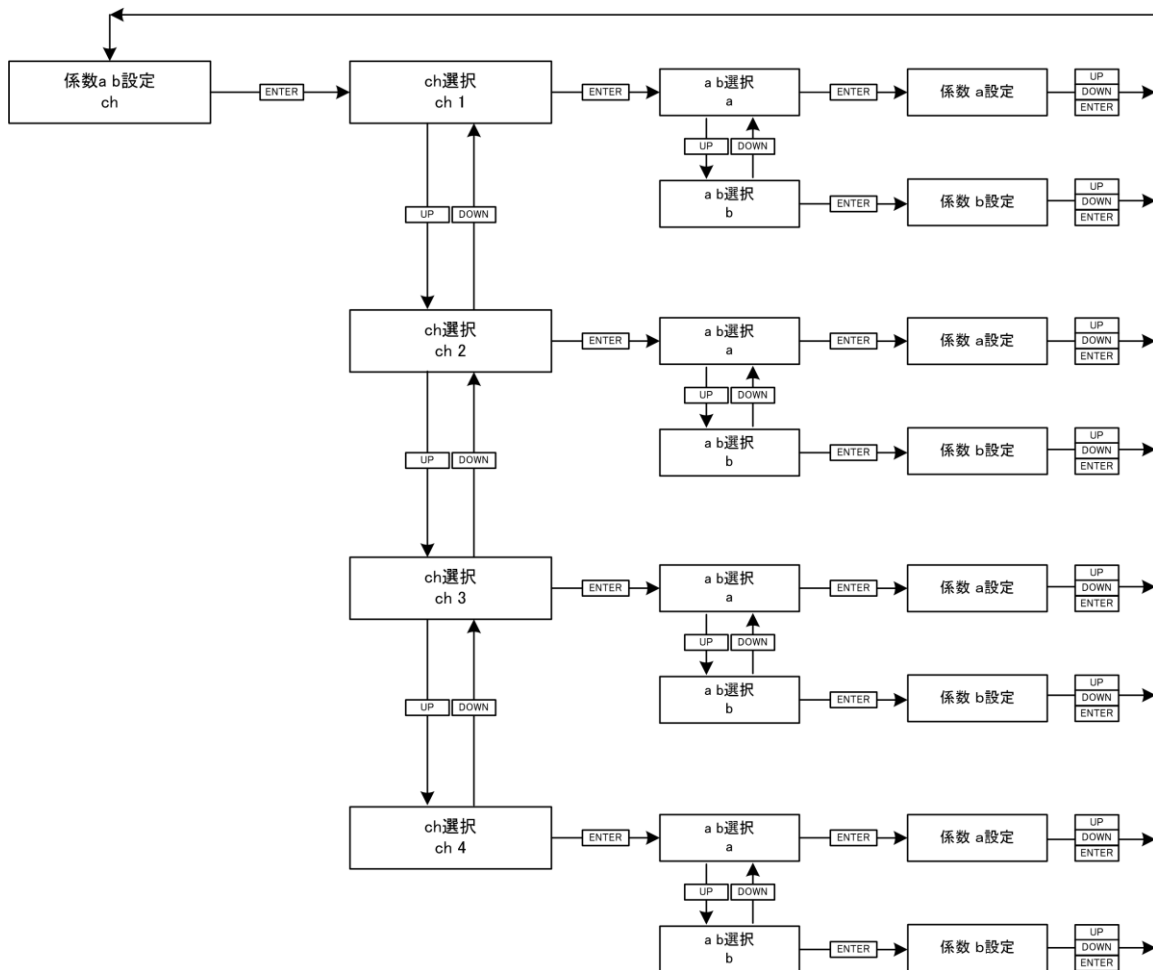 係数a b設定
ch
ENTER
ch選択
ch 1
ENTER
a b選択
a
ENTER
係数 a設定
UP
DOWN
ENTER
UP
DOWN
a b選択
b
ENTER
係数 b設定
UP
DOWN
ENTER
UP
DOWN
ch選択
ch 2
ENTER
a b選択
a
ENTER
係数 a設定
UP
DOWN
ENTER
UP
DOWN
a b選択
b
ENTER
係数 b設定
UP
DOWN
ENTER
UP
DOWN
ch選択
ch 3
ENTER
a b選択
a
ENTER
係数 a設定
UP
DOWN
ENTER
UP
DOWN
a b選択
b
ENTER
係数 b設定
UP
DOWN
ENTER
UP
DOWN
ch選択
ch 4
ENTER
a b選択
a
ENTER
係数 a設定
UP
DOWN
ENTER
UP
DOWN
a b選択
b
ENTER
係数 b設定
UP
DOWN
ENTER